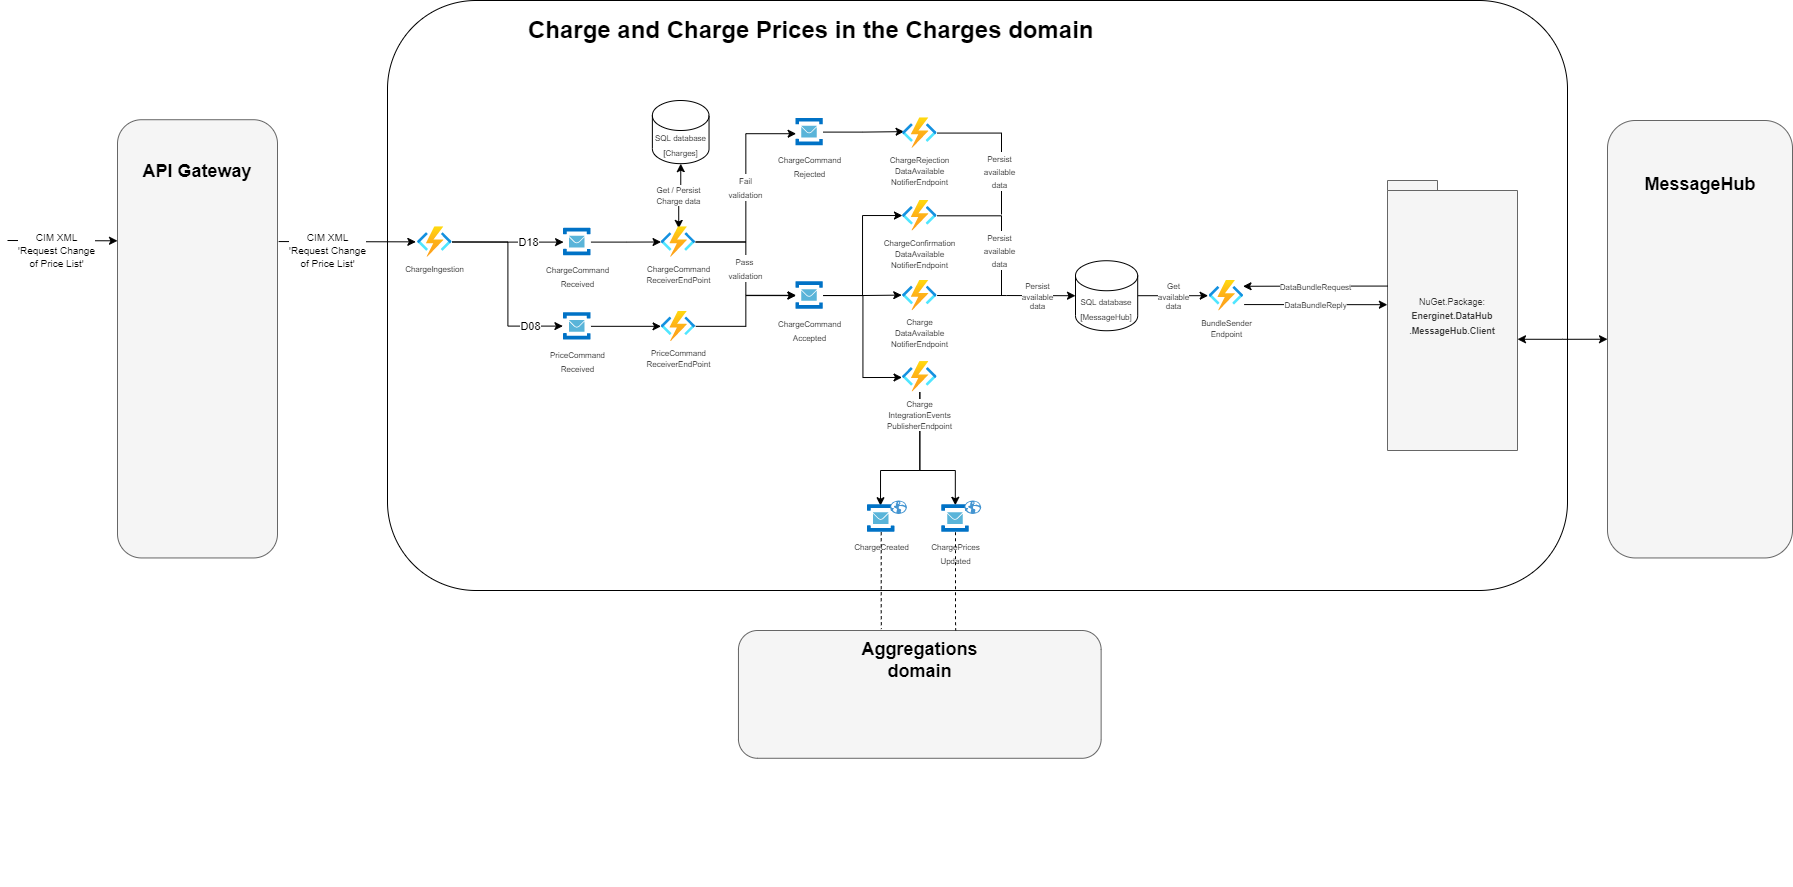 Charge and Charge Prices in the Charges domain
API Gateway
MessageHub
CIM XML
'Request Change
of Price List'
CIM XML
'Request Change
of Price List'
ChargeIngestion
D18
D08
ChargeCommand
Received
PriceCommand
Received
SQL database
[Charges]
Get / Persist
Charge data
ChargeCommand
ReceiverEndPoint
PriceCommand
ReceiverEndPoint
Fail
validation
Pass
validation
ChargeCommand
Rejected
ChargeCommand
Accepted
ChargeRejection
DataAvailable
NotifierEndpoint
ChargeConfirmation
DataAvailable
NotifierEndpoint
Charge
DataAvailable
NotifierEndpoint
Charge
IntegrationEvents
PublisherEndpoint
Persist
available
data
Persist
available
data
Persist
available
data
SQL database
[MessageHub]
Get
available
data
BundleSender
Endpoint
DataBundleRequest
DataBundleReply
NuGet.Package:
Energinet.DataHub
.MessageHub.Client
ChargeCreated
ChargePrices
Updated
Aggregations
domain